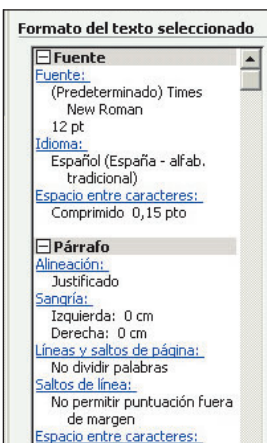 Formato del texto seleccionado
Fuente
Fuente:
(Predeterminado) Times
New Roman
12 pt
Idioma:
Español (España - alfab.
tradicional)
Espacio entre caracteres:
Comprimido 0,15 pto
Párrafo
Alineación:
Justificado
Sangría:
Izquierda: 0 cm
Derecha: 0 cm
Líneas y saltos de página:
No dividir palabras
Saltos de línea:
No permitir puntuación fuera
de margen
Espacio entre caracteres: